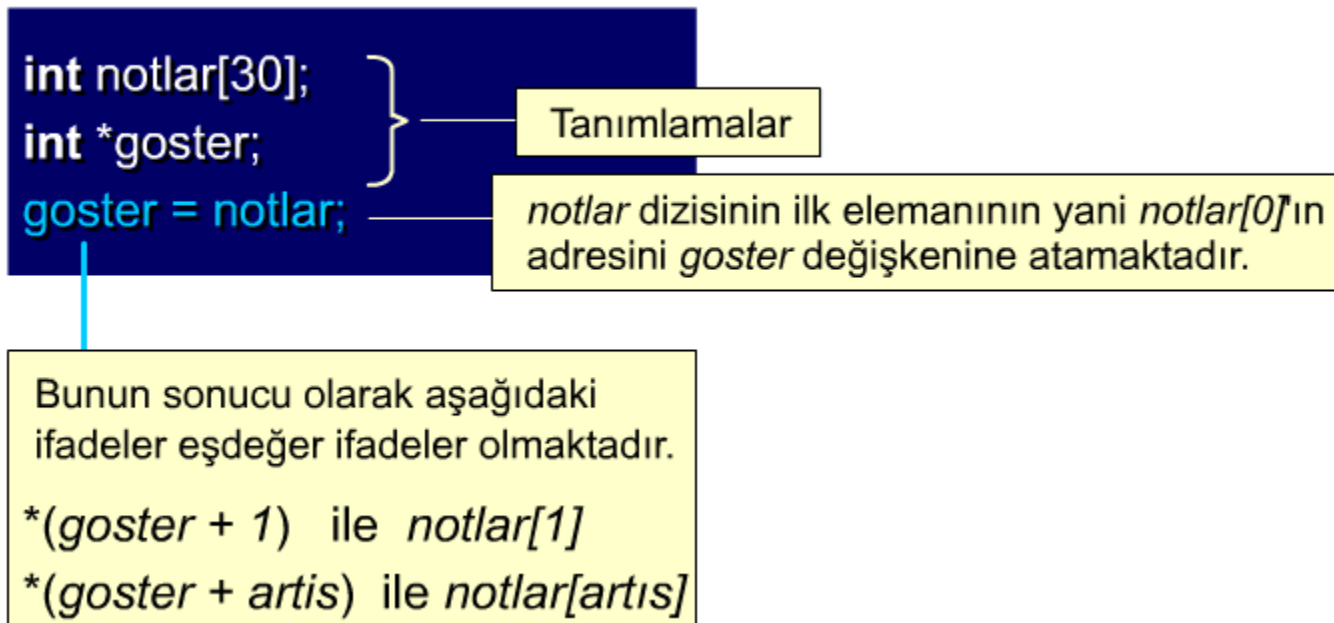 int notlar[30];
int *goster;
Tanımlamalar
goster = notlar;
notlar dizisinin ilk elemanının yani notlar[0]'ın
adresini goster değişkenine atamaktadır.
Bunun sonucu olarak aşağıdaki
ifadeler eşdeğer ifadeler olmaktadır.
*(goster + 1) ile notlar[1]
*(goster + artis) ile notlar[artıs]